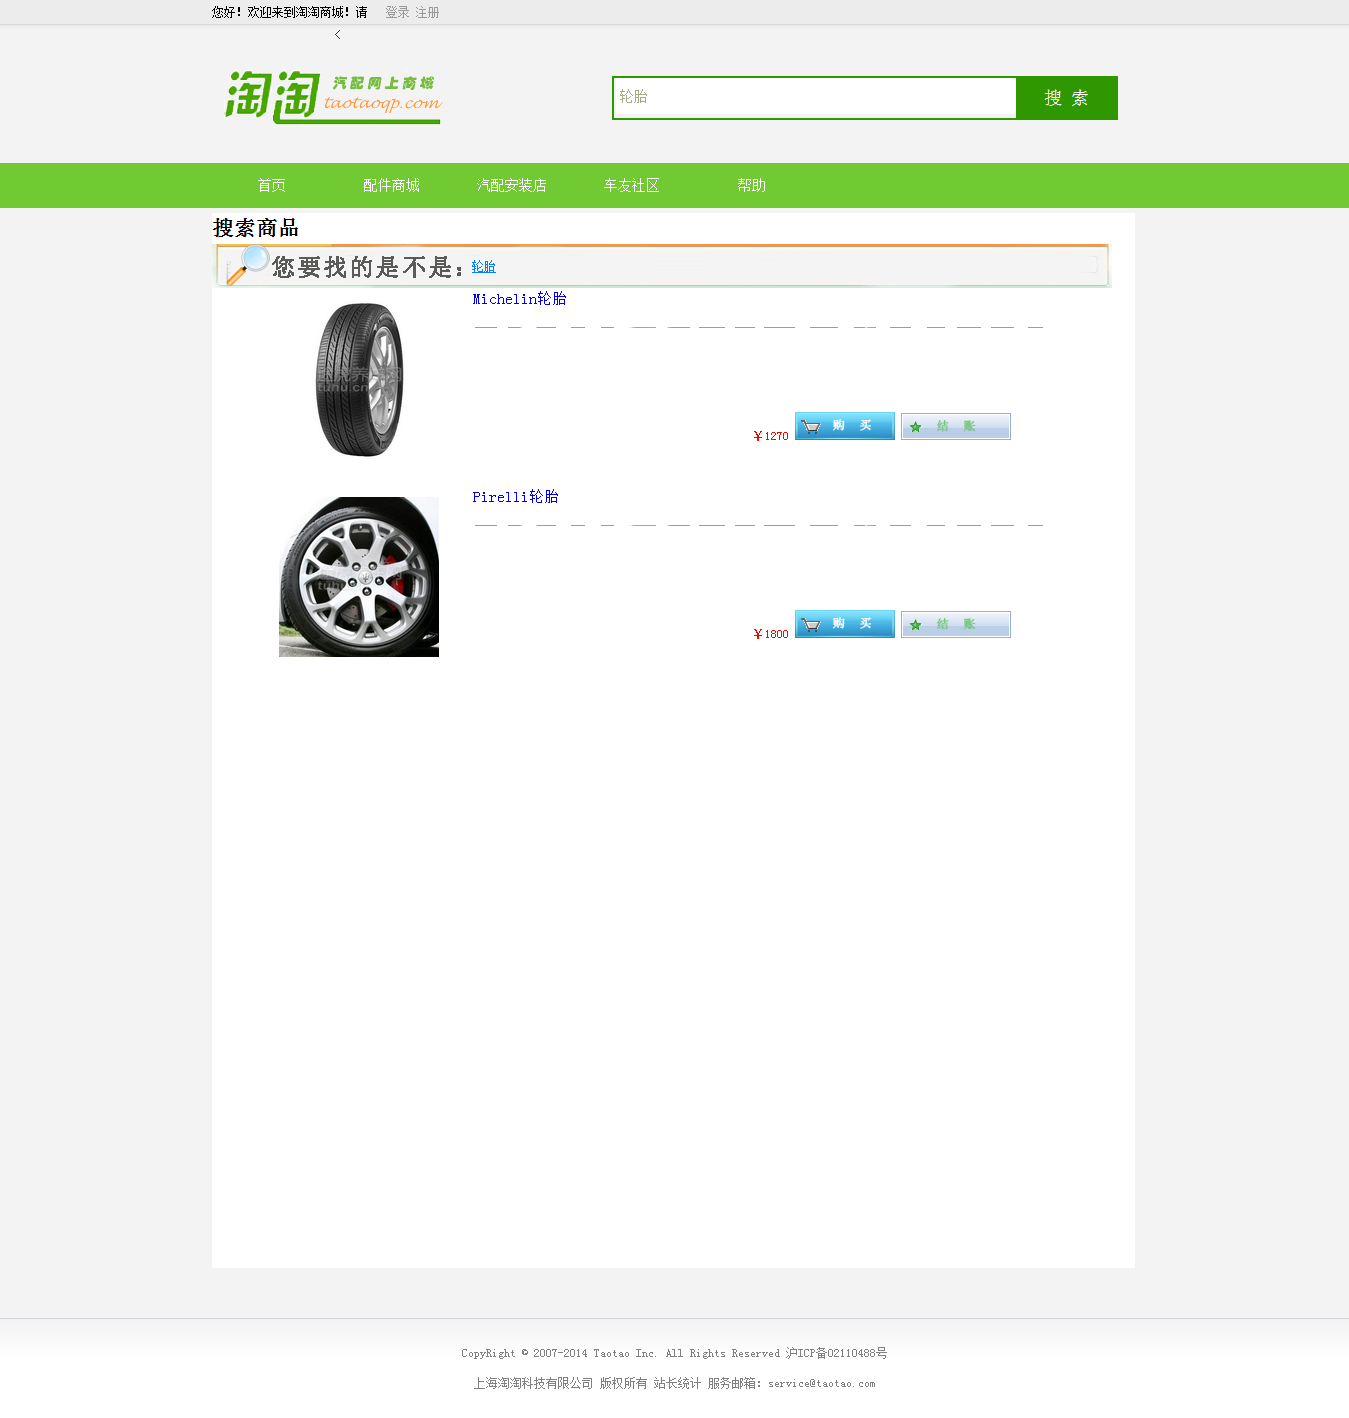 您好！欢迎来到淘淘商城！请 登录 注册
<
淘淘 汽配网上商城
taotaoqp.com
轮胎
搜 索
首页 配件商城 汽配安装店 车友社区 帮助
搜索商品
您要找的是不是： 轮胎
Michelin轮胎
tuhu.cn
￥1270 购 买 结 账
Pirelli轮胎
￥1800 购 买 结 账
CopyRight © 2007-2014 Taotao Inc. All Rights Reserved 沪ICP备02110488号
上海淘淘科技有限公司 版权所有 站长统计 服务邮箱：service@taotao.com